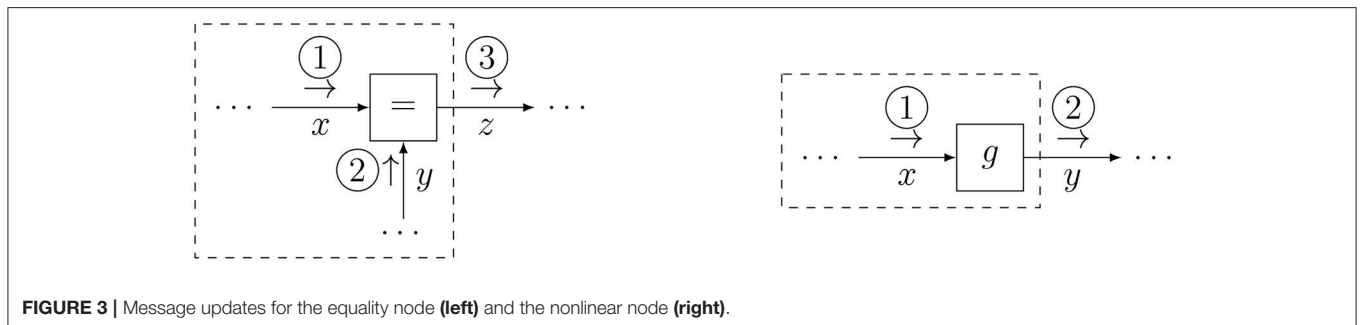 ① → ③ →
· · · x = z · · ·
② ↑ y
· · ·
① → ② →
· · · x g y · · ·
FIGURE 3 | Message updates for the equality node (left) and the nonlinear node (right).